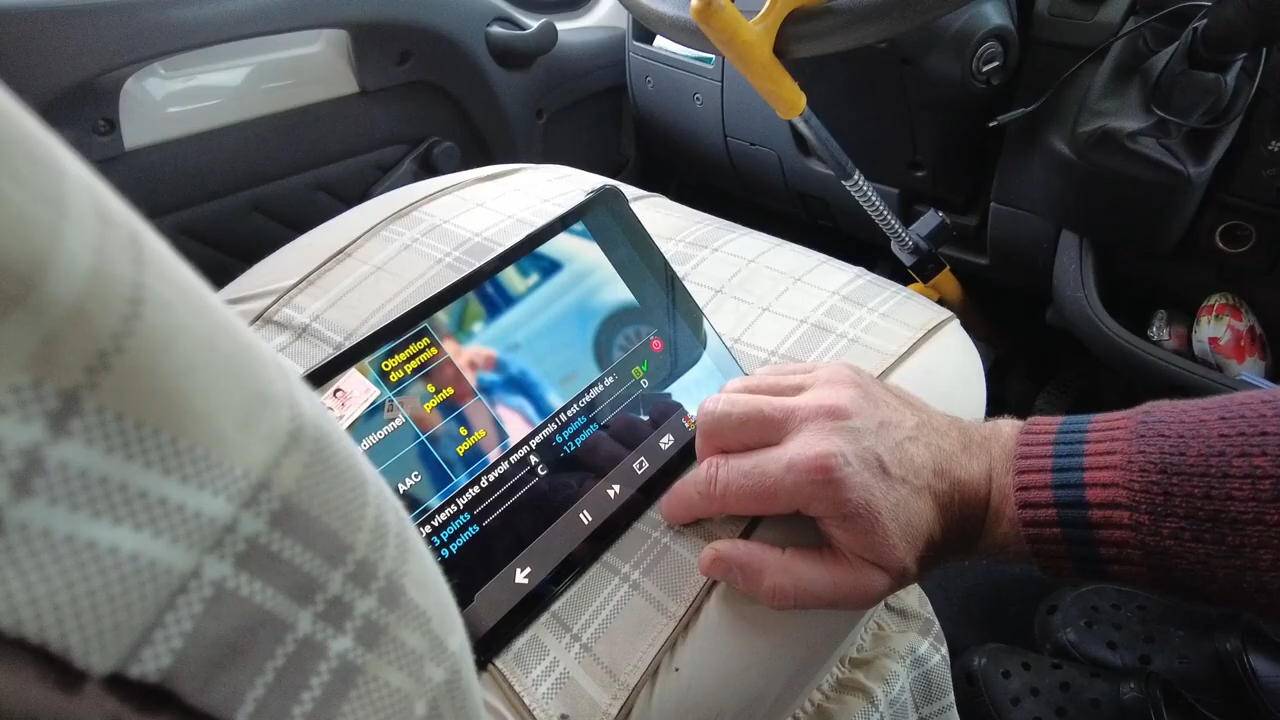 Obtention
du permis
6
points
ditionnel
6
points
AAC
Je viens juste d'avoir mon permis ! Il est crédité de :
- 3 points ........................ A
- 6 points ........................ B
- 9 points ........................ C
- 12 points ...................... D